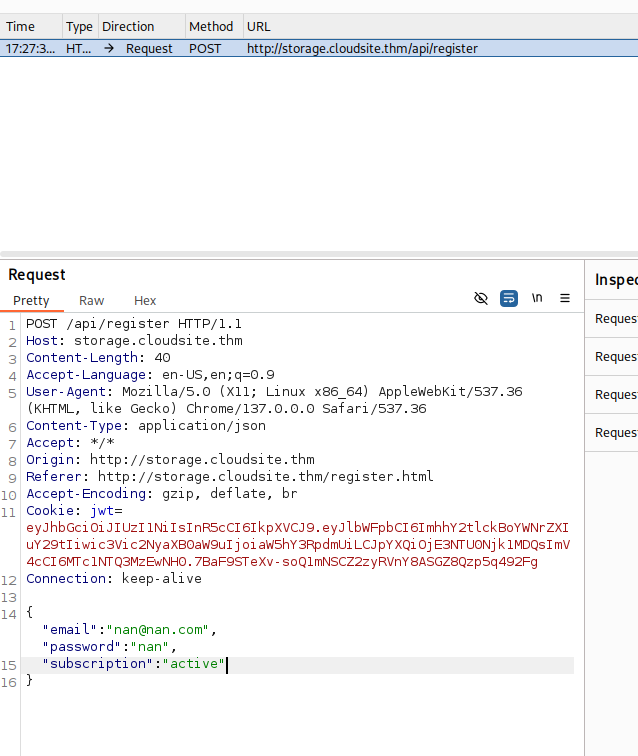 Time Type Direction Method URL
17:27:3... HT... → Request POST http://storage.cloudsite.thm/api/register
Request
Inspec
Pretty Raw Hex
\n
Reques
Reques
Reques
Reques
1 POST /api/register HTTP/1.1
2 Host: storage.cloudsite.thm
3 Content-Length: 40
4 Accept-Language: en-US,en;q=0.9
5 User-Agent: Mozilla/5.0 (X11; Linux x86_64) AppleWebKit/537.36
(KHTML, like Gecko) Chrome/137.0.0.0 Safari/537.36
6 Content-Type: application/json
7 Accept: */*
8 Origin: http://storage.cloudsite.thm
9 Referer: http://storage.cloudsite.thm/register.html
10 Accept-Encoding: gzip, deflate, br
11 Cookie: jwt=
eyJhbGciOiJIUzI1NiIsInR5cCI6IkpXVCJ9.eyJlbWFpbCI6ImhhY2tlckBoYWNrZXI
uY29tIiwic3Vic2NyaXB0aW9uIjoiaW5hY3RpdmUiLCJpYXQiOjE3NTU0Njk1MDQsImV
4cCI6MTc1NTQ3MzEwNH0.7BaF9STeXv-soQlmNSCZ2zyRVnY8ASGZ8Qzp5q492Fg
12 Connection: keep-alive
13
14 {
"email":"nan@nan.com",
"password":"nan",
15 "subscription":"active"
16 }